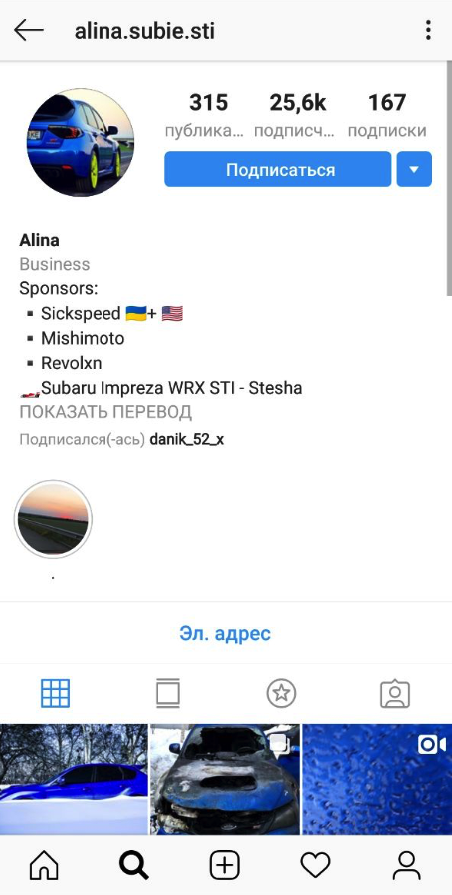 alina.subie.sti
315 25,6k 167
публика... подписч... подписки
Подписаться
Alina
Business
Sponsors:
▪ Sickspeed 🇺🇦+ 🇺🇸
▪ Mishimoto
▪ Revolxn
🏎️Subaru Impreza WRX STI - Stesha
ПОКАЗАТЬ ПЕРЕВОД
Подписался(-ась) danik_52_x
.
Эл. адрес